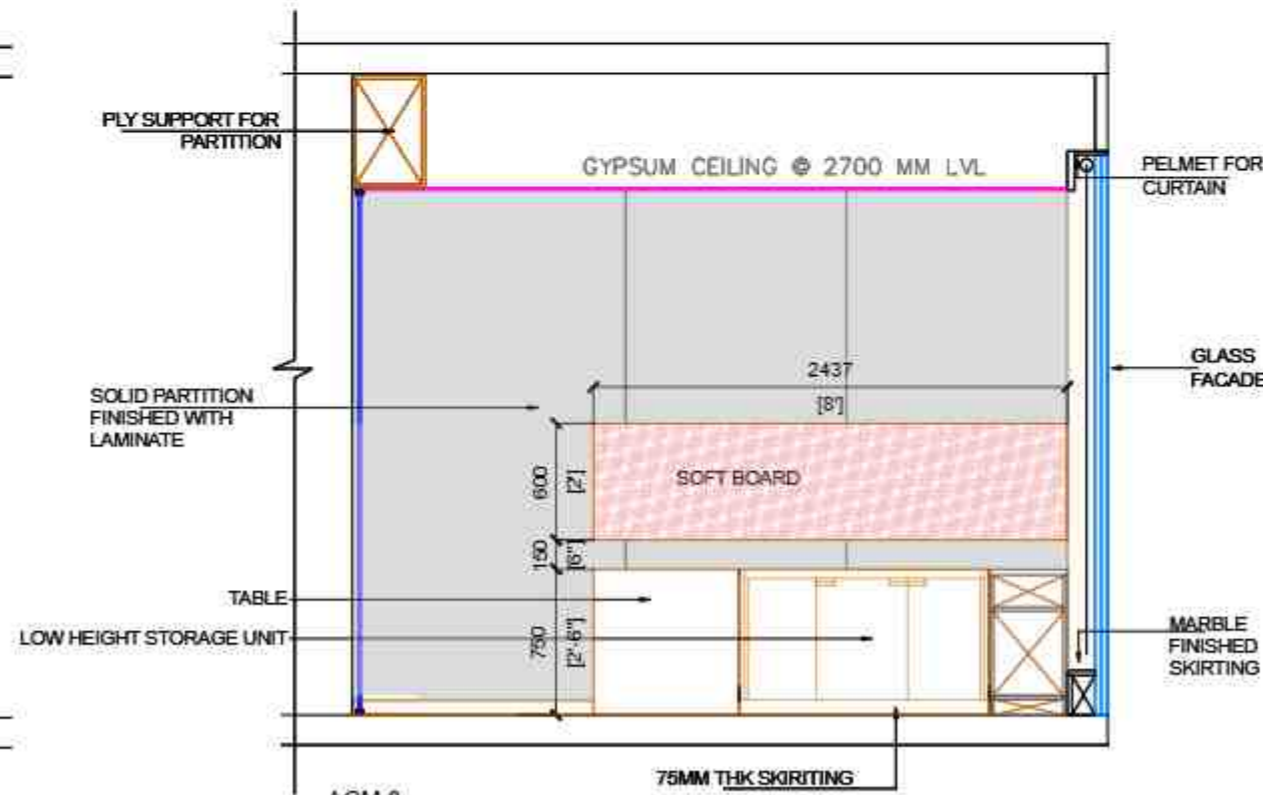 PLY SUPPORT FOR
PARTITION
GYPSUM CEILING @ 2700 MM LVL
PELMET FOR
CURTAIN
GLASS
FACADE
2437
[8']
SOLID PARTITION
FINISHED WITH
LAMINATE
600
[2']
SOFT BOARD
150
[6"]
TABLE
LOW HEIGHT STORAGE UNIT
750
[2'-6"]
MARBLE
FINISHED
SKIRTING
75MM THK SKIRITING